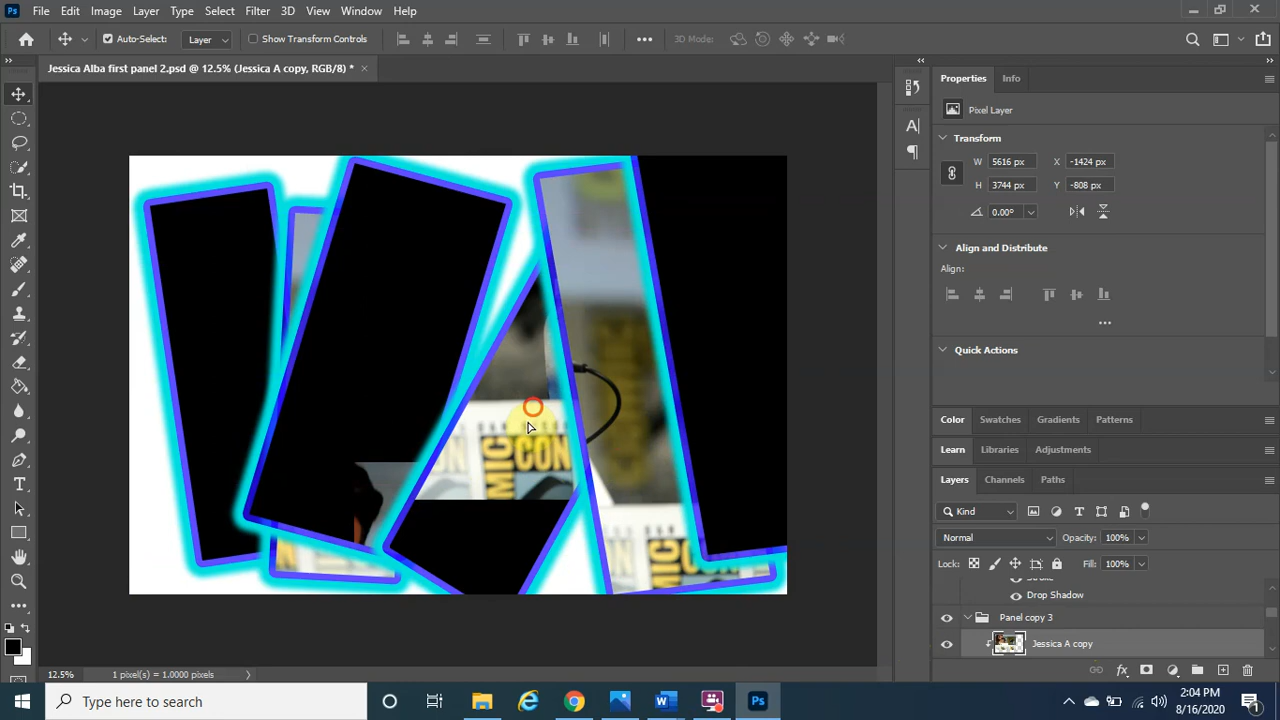 Ps File Edit Image Layer Type Select Filter 3D View Window Help
Auto-Select: Layer Show Transform Controls ••• 3D Mode:
Jessica Alba first panel 2.psd @ 12.5% (Jessica A copy, RGB/8) *
Properties Info
Pixel Layer
Transform
W 5616 px X -1424 px
H 3744 px Y -808 px
0.00°
Align and Distribute
Align:
•••
Quick Actions
Color Swatches Gradients Patterns
Learn Libraries Adjustments
Layers Channels Paths
Kind
Normal Opacity: 100%
Lock: Fill: 100%
Drop Shadow
Panel copy 3
Jessica A copy
CON
MIC
CON
12.5% 1 pixel(s) = 1.0000 pixels
Type here to search
2:04 PM
8/16/2020